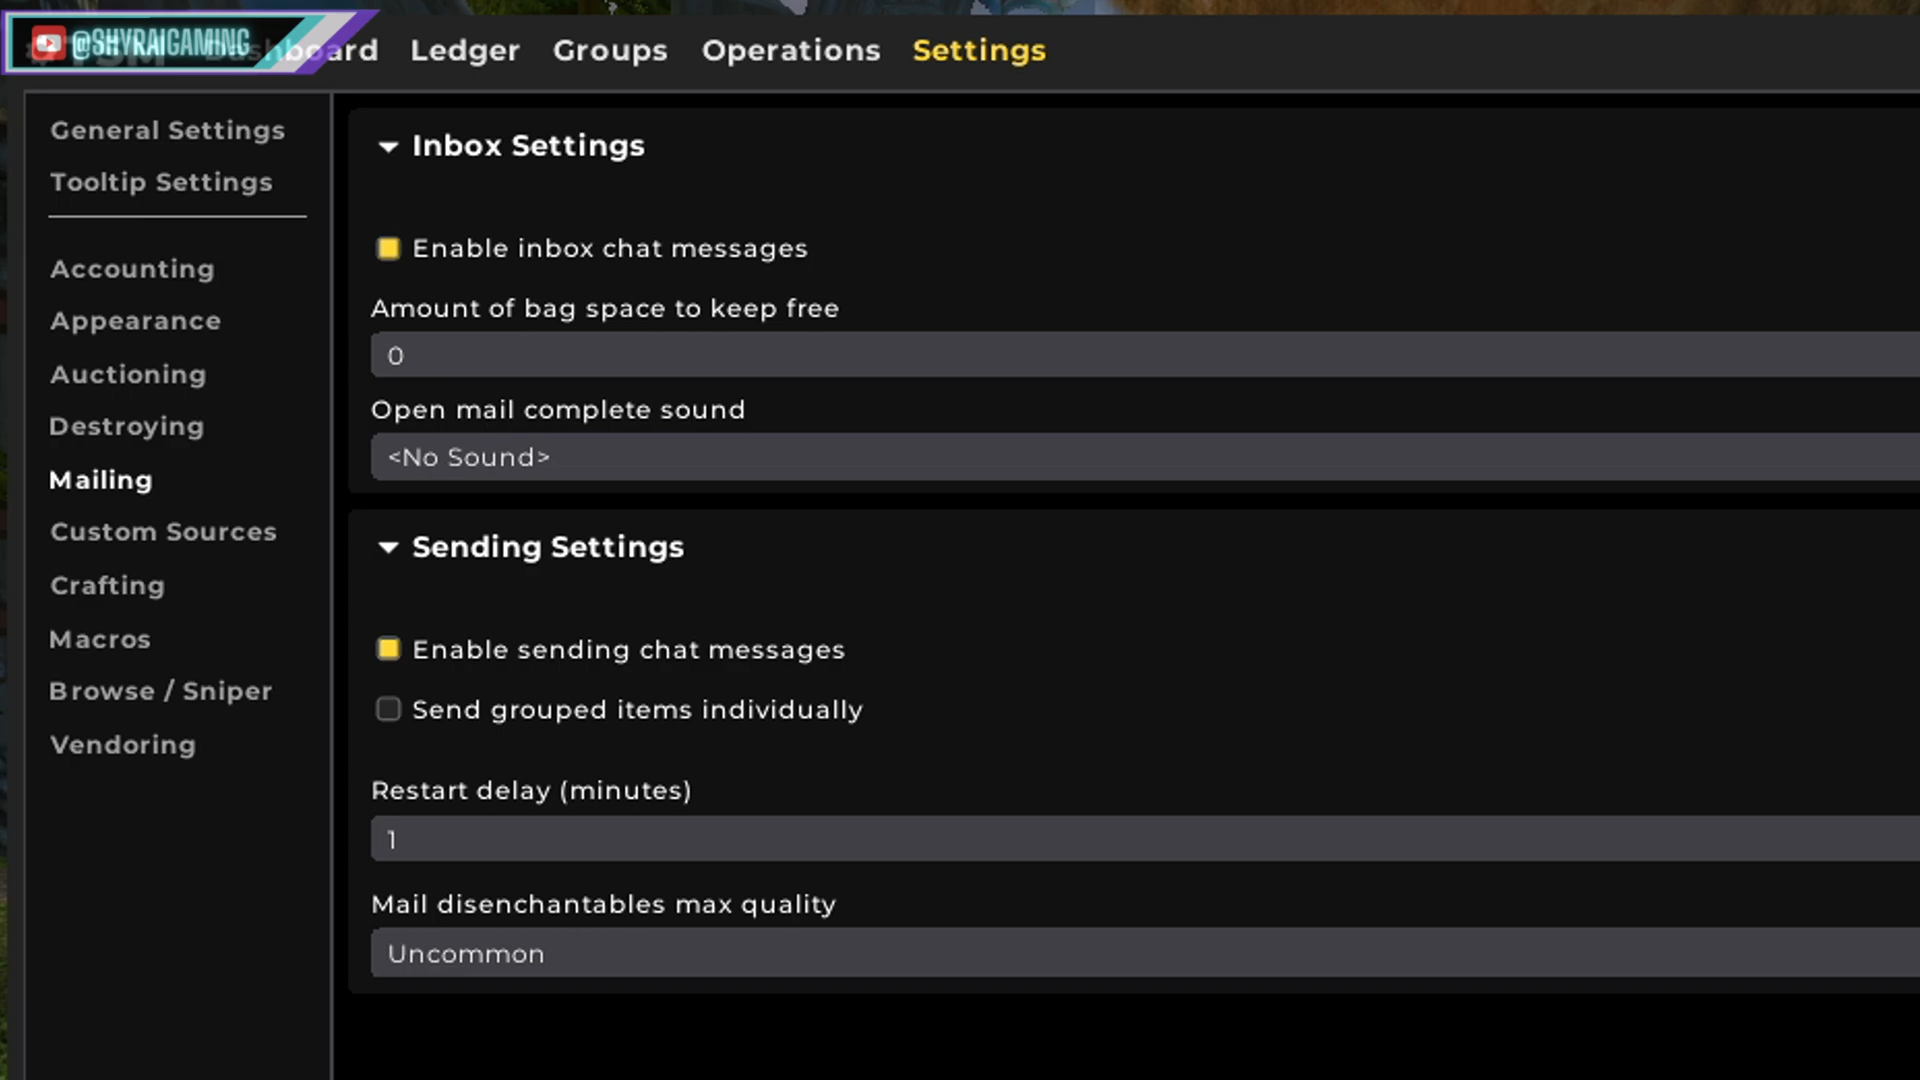 @SHYRAIGAMING
Dashboard Ledger Groups Operations Settings
General Settings
Tooltip Settings
Accounting
Appearance
Auctioning
Destroying
Mailing
Custom Sources
Crafting
Macros
Browse / Sniper
Vendoring
Inbox Settings
Enable inbox chat messages
Amount of bag space to keep free
0
Open mail complete sound
<No Sound>
Sending Settings
Enable sending chat messages
Send grouped items individually
Restart delay (minutes)
1
Mail disenchantables max quality
Uncommon